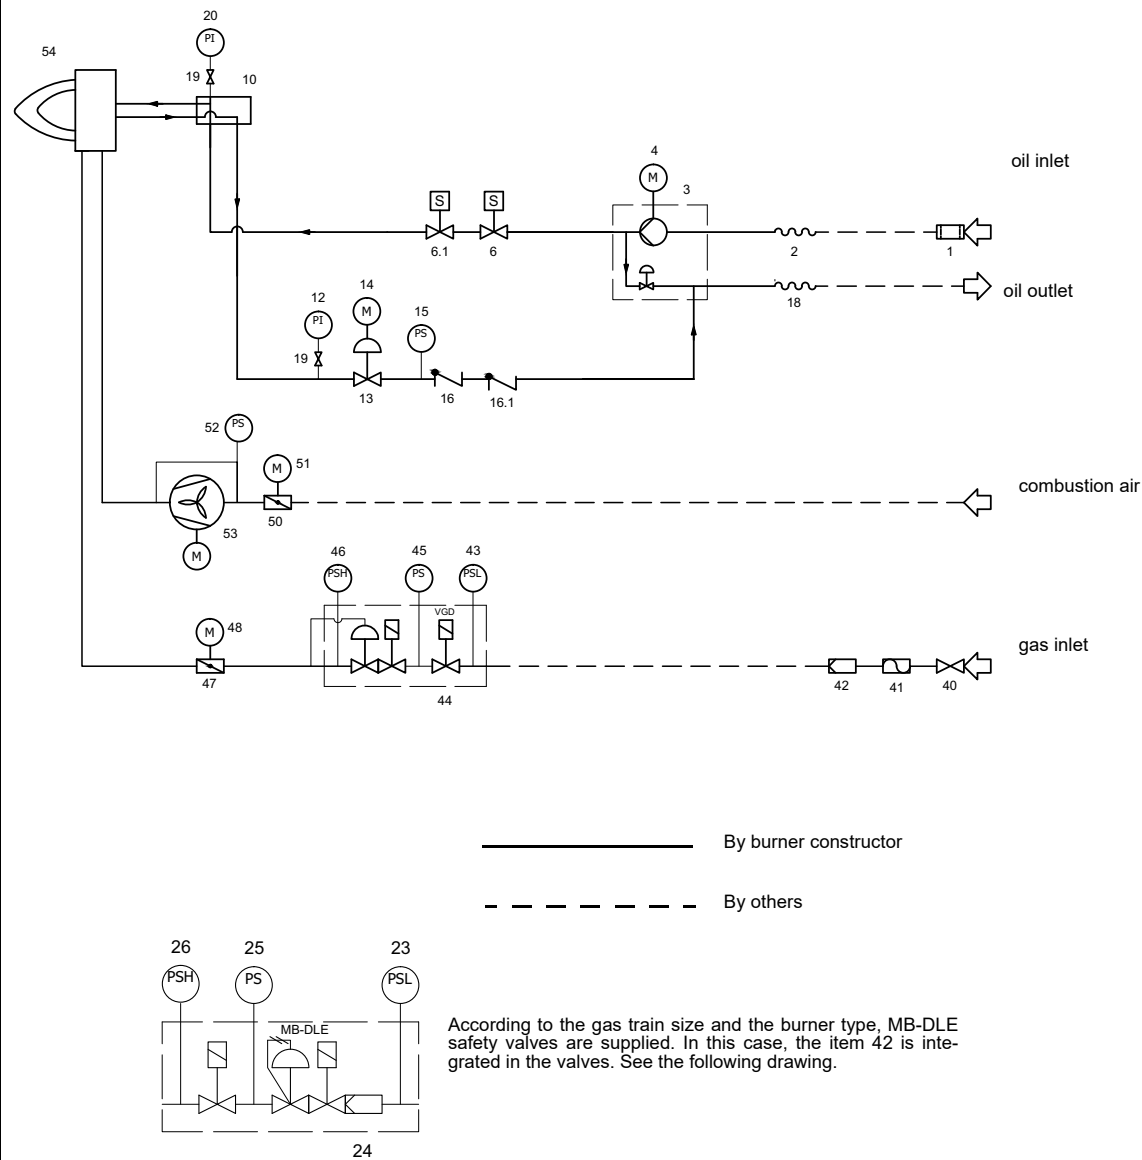 20
PI
54
19
10
4
oil inlet
M
3
S
S
6.1
6
2
1
14
12
M
15
oil outlet
18
PI
PS
19
13
16
16.1
52
PS
51
M
combustion air
50
53
M
46
45
43
PSH
PS
PSL
VGD
48
M
gas inlet
47
42
41
40
44
By burner constructor
By others
26
25
23
PSH
PS
PSL
MB-DLE
According to the gas train size and the burner type, MB-DLE
safety valves are supplied. In this case, the item 42 is inte-
grated in the valves. See the following drawing.
24